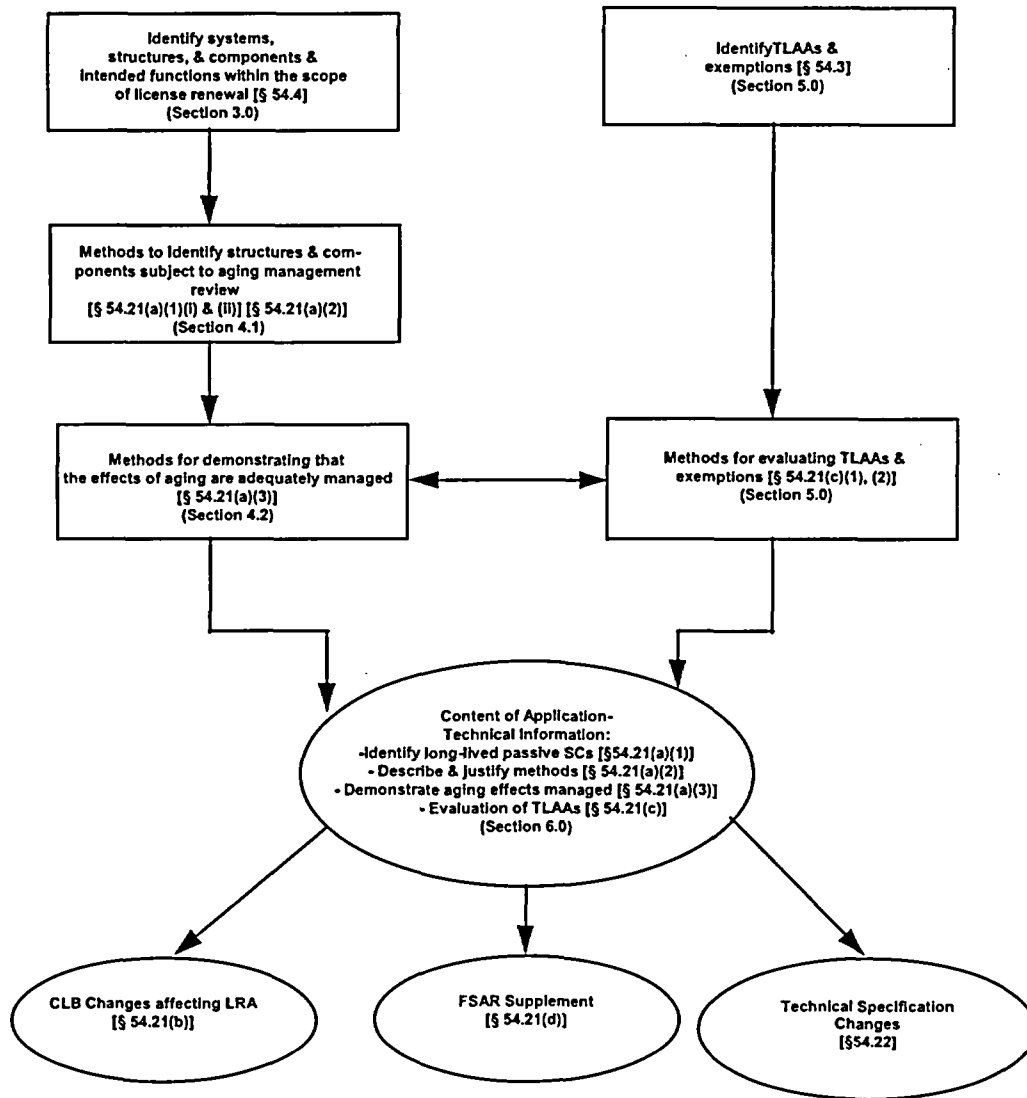 Identify systems,
structures, & components &
intended functions within the scope
of license renewal [§ 54.4]
(Section 3.0)
IdentifyTLAAs &
exemptions [§ 54.3]
(Section 5.0)
Methods to identify structures & com-
ponents subject to aging management
review
[§ 54.21(a)(1)(i) & (ii)] [§ 54.21(a)(2)]
(Section 4.1)
Methods for demonstrating that
the effects of aging are adequately managed
[§ 54.21(a)(3)]
(Section 4.2)
Methods for evaluating TLAAs &
exemptions [§ 54.21(c)(1), (2)]
(Section 5.0)
Content of Application-
Technical Information:
-Identify long-lived passive SCs [§54.21(a)(1)]
- Describe & justify methods [§ 54.21(a)(2)]
- Demonstrate aging effects managed [§ 54.21(a)(3)]
- Evaluation of TLAAs [§ 54.21(c)]
(Section 6.0)
CLB Changes affecting LRA
[§ 54.21(b)]
FSAR Supplement
[§ 54.21(d)]
Technical Specification
Changes
[§54.22]